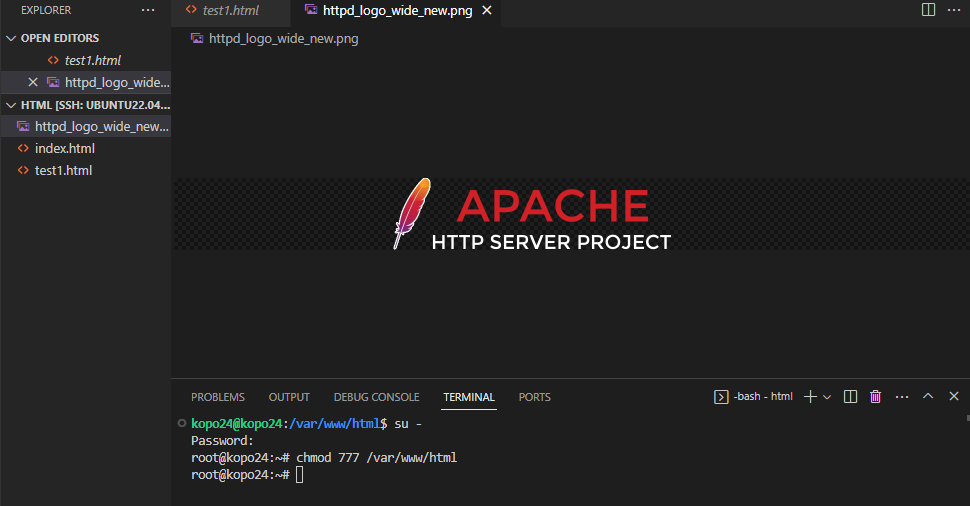 EXPLORER
OPEN EDITORS
test1.html
httpd_logo_wide...
HTML [SSH: UBUNTU22.04...
httpd_logo_wide_new...
index.html
test1.html
test1.html
httpd_logo_wide_new.png
httpd_logo_wide_new.png
APACHE
HTTP SERVER PROJECT
PROBLEMS OUTPUT DEBUG CONSOLE TERMINAL PORTS
-bash - html
kopo24@kopo24:/var/www/html$ su -
Password:
root@kopo24:~# chmod 777 /var/www/html
root@kopo24:~#